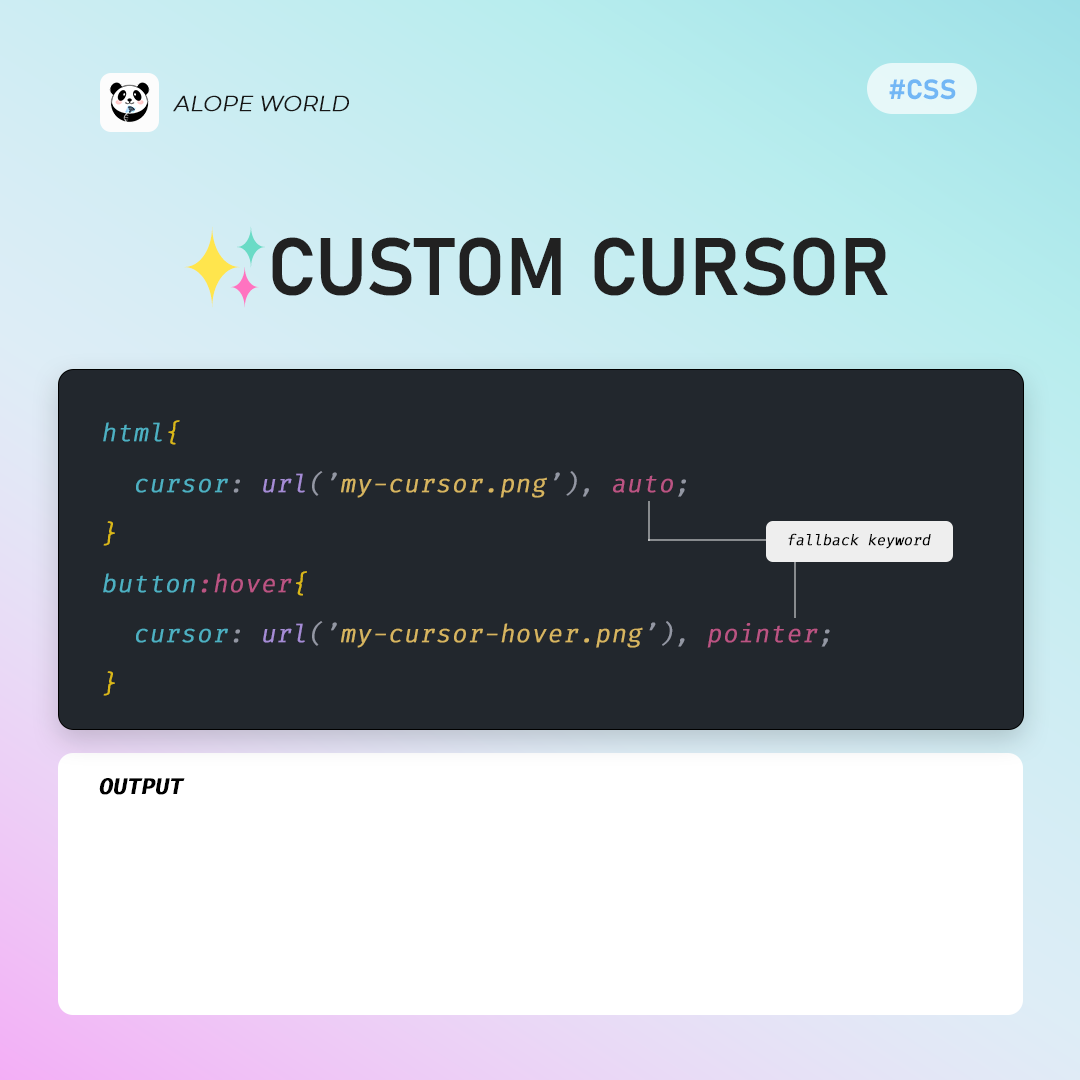 ALOPE WORLD
#CSS
CUSTOM CURSOR
html{
cursor: url('my-cursor.png'), auto;
}
fallback keyword
button:hover{
cursor: url('my-cursor-hover.png'), pointer;
}
OUTPUT